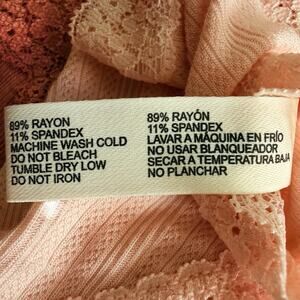 89% RAYON
11% SPANDEX
MACHINE WASH COLD
DO NOT BLEACH
TUMBLE DRY LOW
DO NOT IRON
89% RAYÓN
11% SPANDEX
LAVAR A MÁQUINA EN FRÍO
NO USAR BLANQUEADOR
SECAR A TEMPERATURA BAJA
NO PLANCHAR